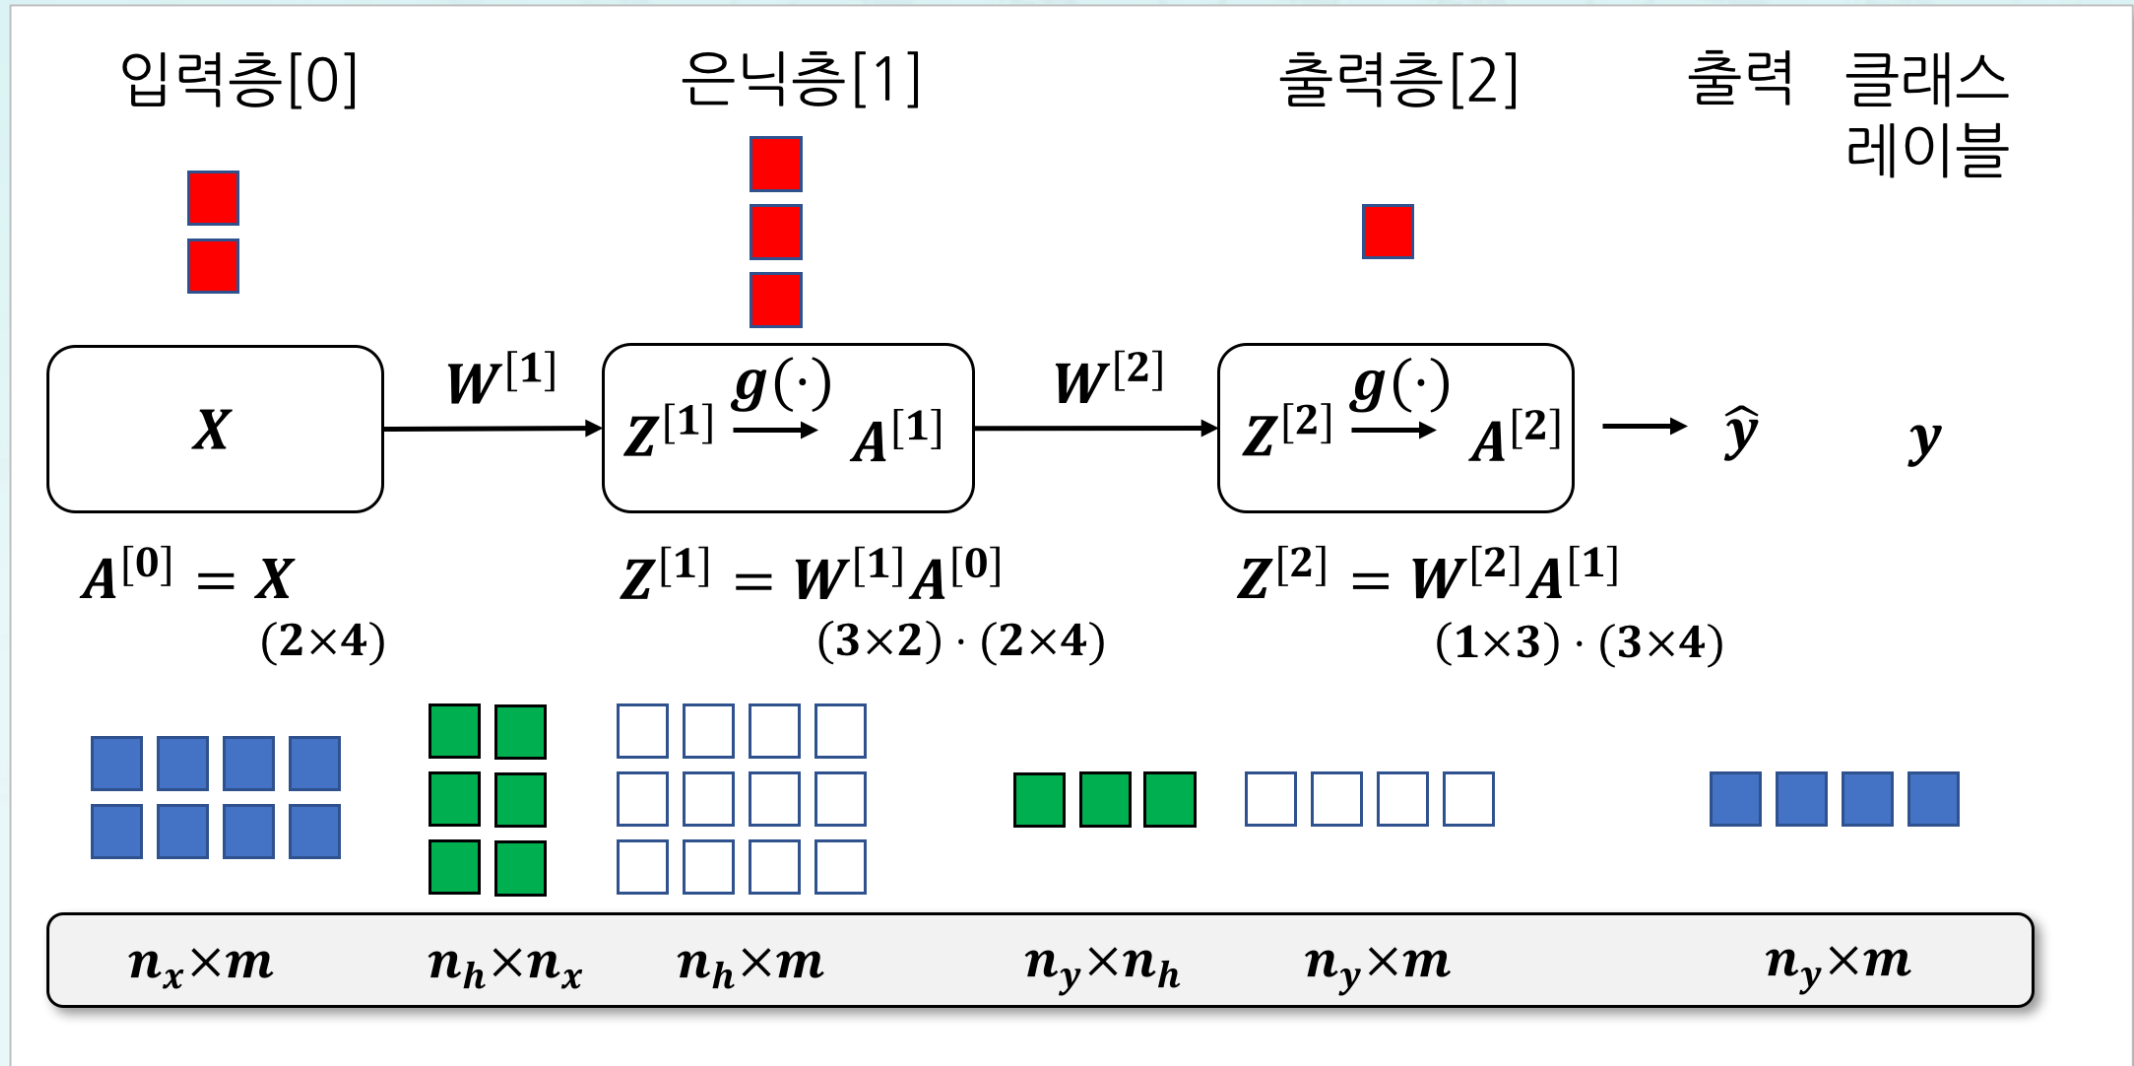 입력층[0] 은닉층[1] 출력층[2] 출력 클래스
레이블
X W^[1] Z^[1] g(·) A^[1] W^[2] Z^[2] g(·) A^[2] ŷ y
A^[0] = X Z^[1] = W^[1]A^[0] Z^[2] = W^[2]A^[1]
(2×4) (3×2) · (2×4) (1×3) · (3×4)
n_x×m n_h×n_x n_h×m n_y×n_h n_y×m n_y×m